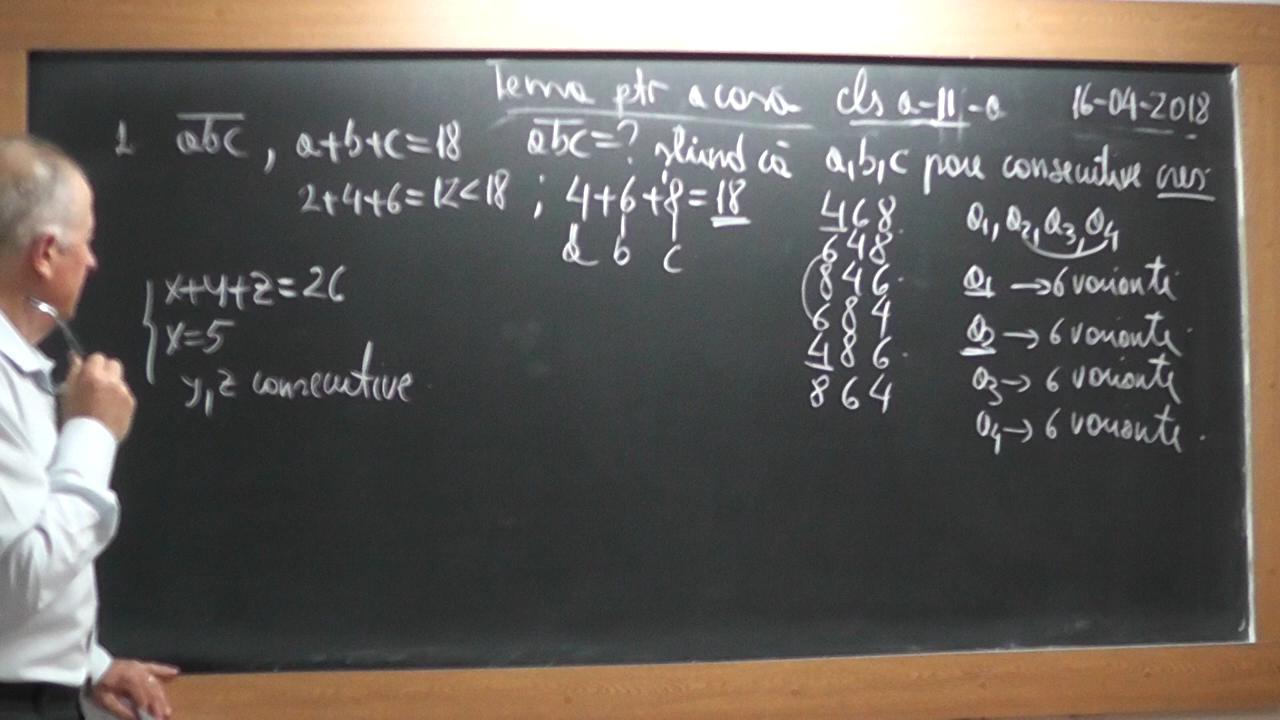 Tema ptr acasă cls a-II-a 16-04-2018
1 abc, a+b+c=18 abc=? știind că a,b,c pare consecutive cres.
2+4+6=12<18 ; 4+6+8=18
a b c
468
648
846
684
486
864
a1, a2, a3, a4
a1 → 6 variante
a2 → 6 variante
a3 → 6 variante
a4 → 6 variante.
x+y+z=26
x=5
y,z consecutive